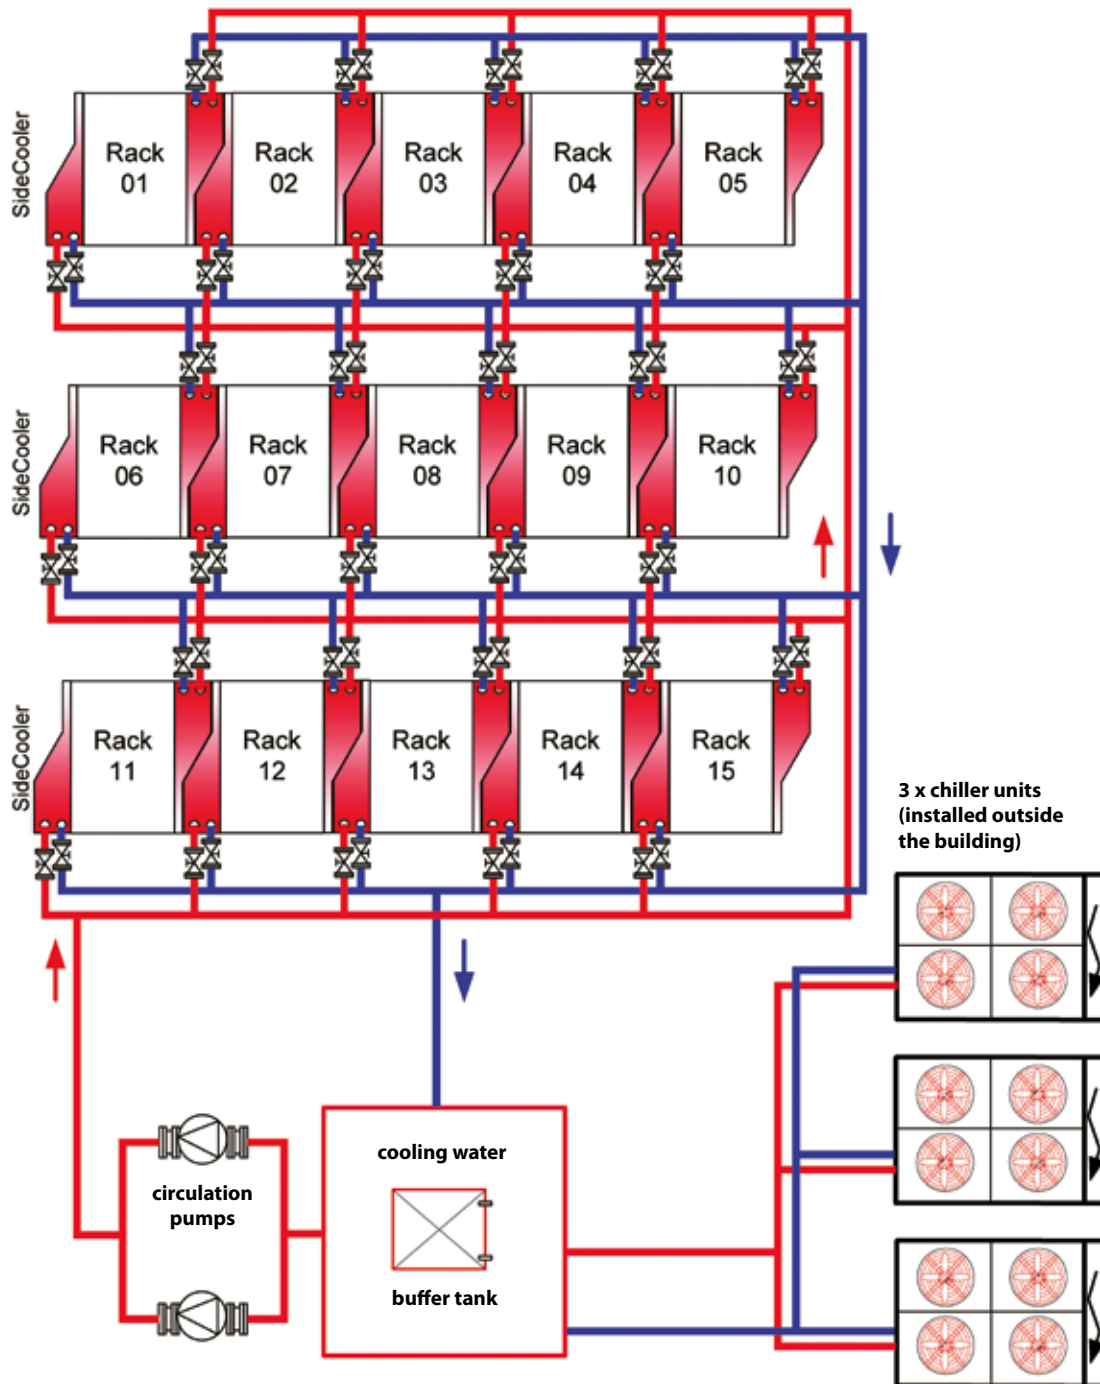 SideCooler
Rack
01
Rack
02
Rack
03
Rack
04
Rack
05
SideCooler
Rack
06
Rack
07
Rack
08
Rack
09
Rack
10
SideCooler
Rack
11
Rack
12
Rack
13
Rack
14
Rack
15
3 x chiller units
(installed outside
the building)
cooling water
circulation
pumps
buffer tank